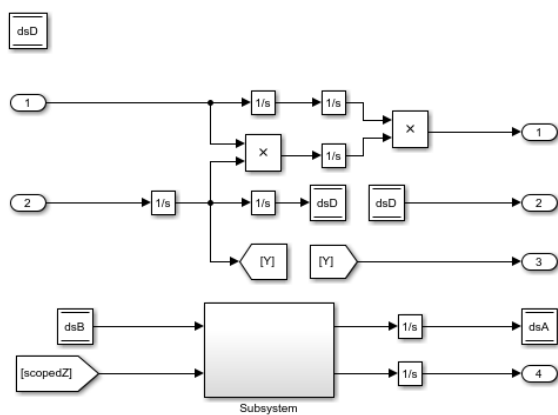 dsD
1
1/s
1/s
×
1
×
1/s
2
1/s
1/s
dsD
dsD
2
[Y]
[Y]
3
dsB
1/s
dsA
[scopedZ]
1/s
4
Subsystem